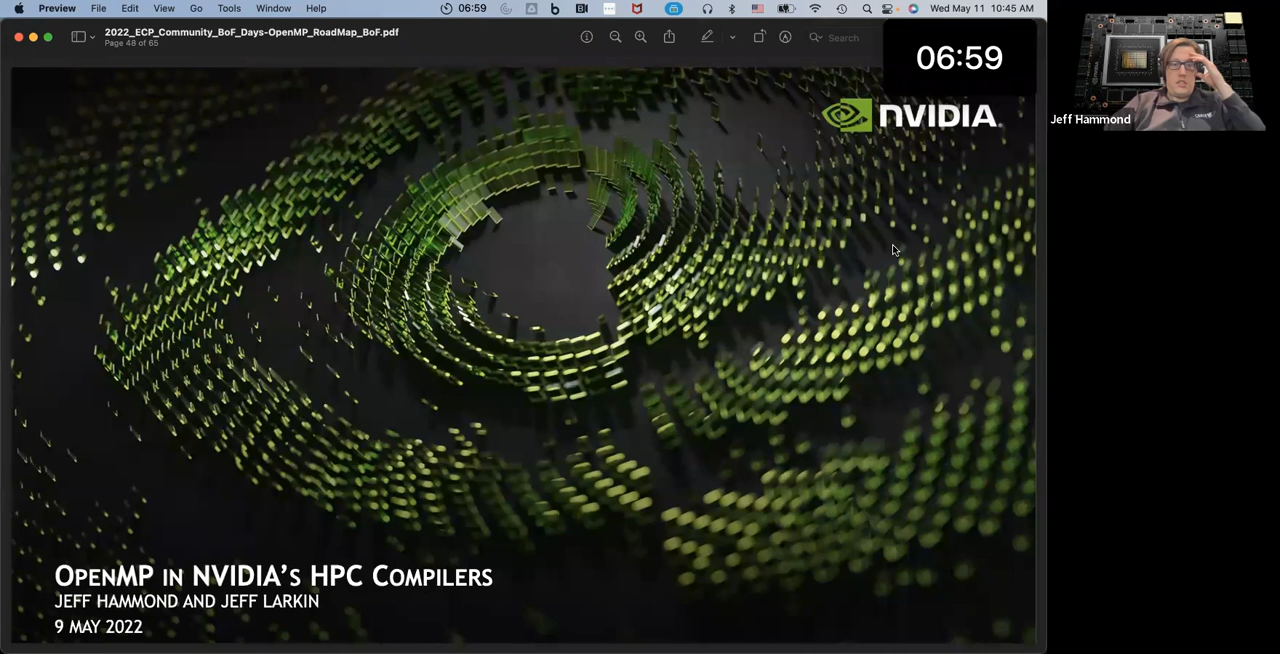 Preview File Edit View Go Tools Window Help 06:59 Wed May 11 10:45 AM
2022_ECP_Community_BoF_Days-OpenMP_RoadMap_BoF.pdf
Page 48 of 65
Search
06:59
NVIDIA.
Jeff Hammond
OPENMP IN NVIDIA'S HPC COMPILERS
JEFF HAMMOND AND JEFF LARKIN
9 MAY 2022